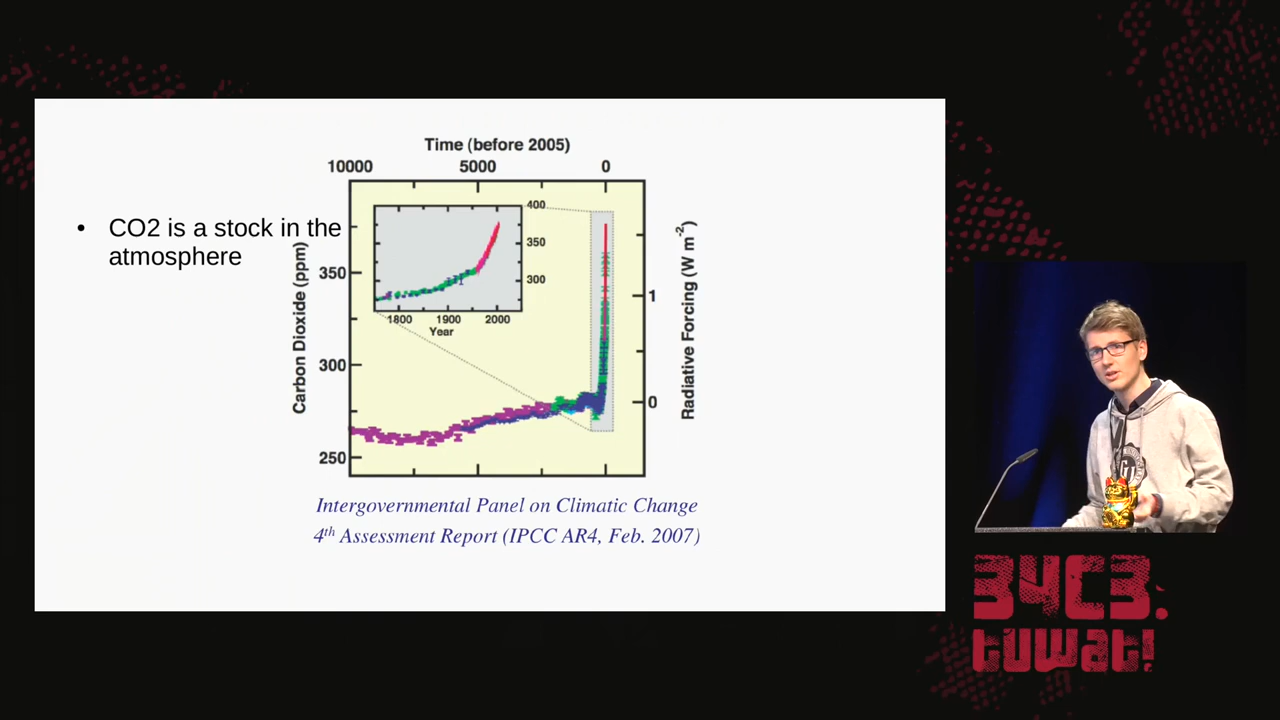 Time (before 2005)
10000 5000 0
• CO2 is a stock in the
atmosphere
Carbon Dioxide (ppm)
350
300
250
400
350
300
1800 1900 2000
Year
1
0
Radiative Forcing (W m⁻²)
Intergovernmental Panel on Climatic Change
4th Assessment Report (IPCC AR4, Feb. 2007)
34C3.
tuwat!